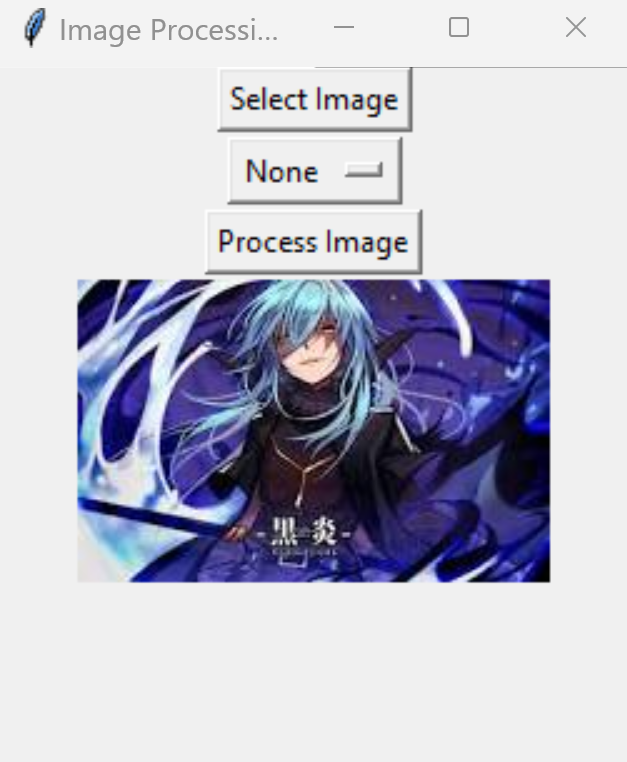 Image Processi...
Select Image
None
Process Image
-黒炎-